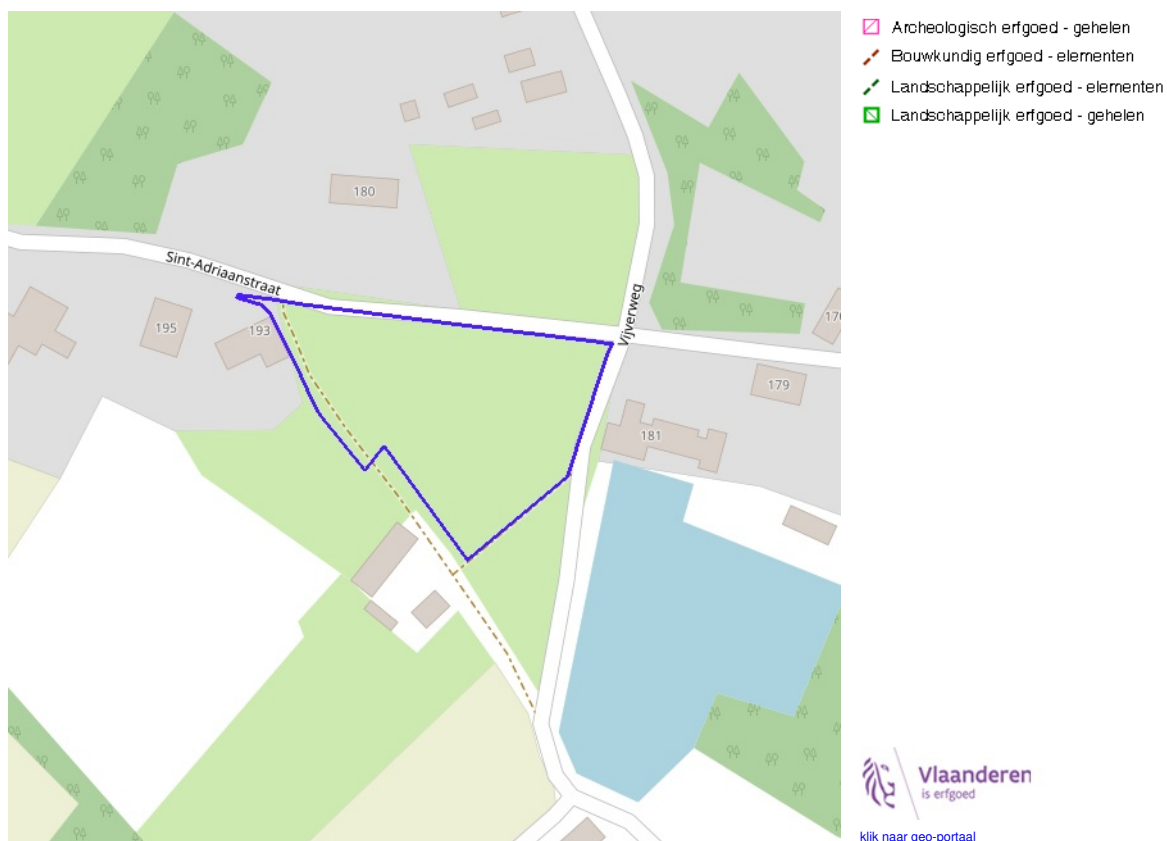 Archeologisch erfgoed - gehelen
Bouwkundig erfgoed - elementen
Landschappelijk erfgoed - elementen
Landschappelijk erfgoed - gehelen
180
Sint-Adriaanstraat
195
193
Vijverweg
179
181
Vlaanderen
is erfgoed
klik naar geo-portaal